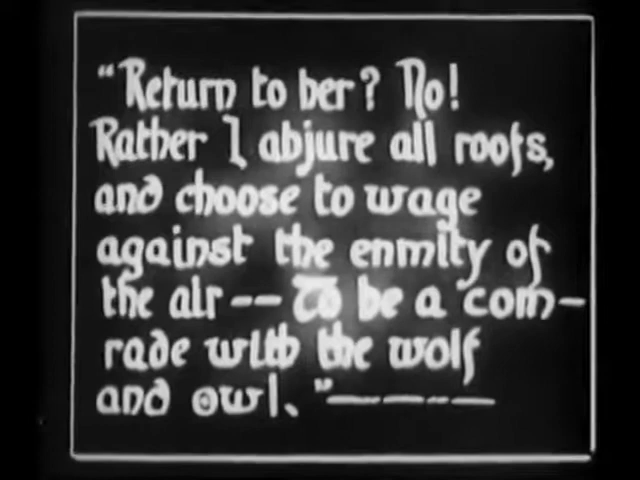 "Return to her? No!
Rather I abjure all roofs,
and choose to wage
against the enmity of
the air -- To be a com-
rade with the wolf
and owl."----